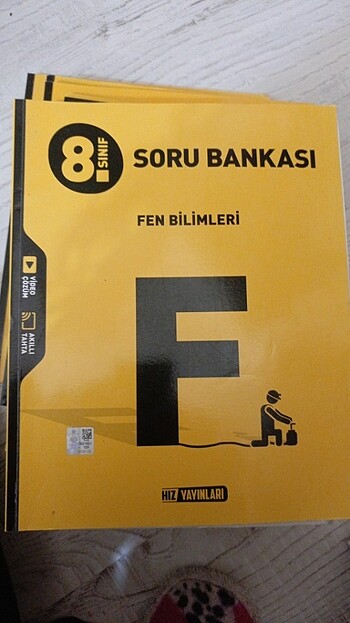 8. SINIF
SORU BANKASI
FEN BİLİMLERİ
VİDEO
ÇÖZÜM
AKILLI
TAHTA
F
HIZ YAYINLARI